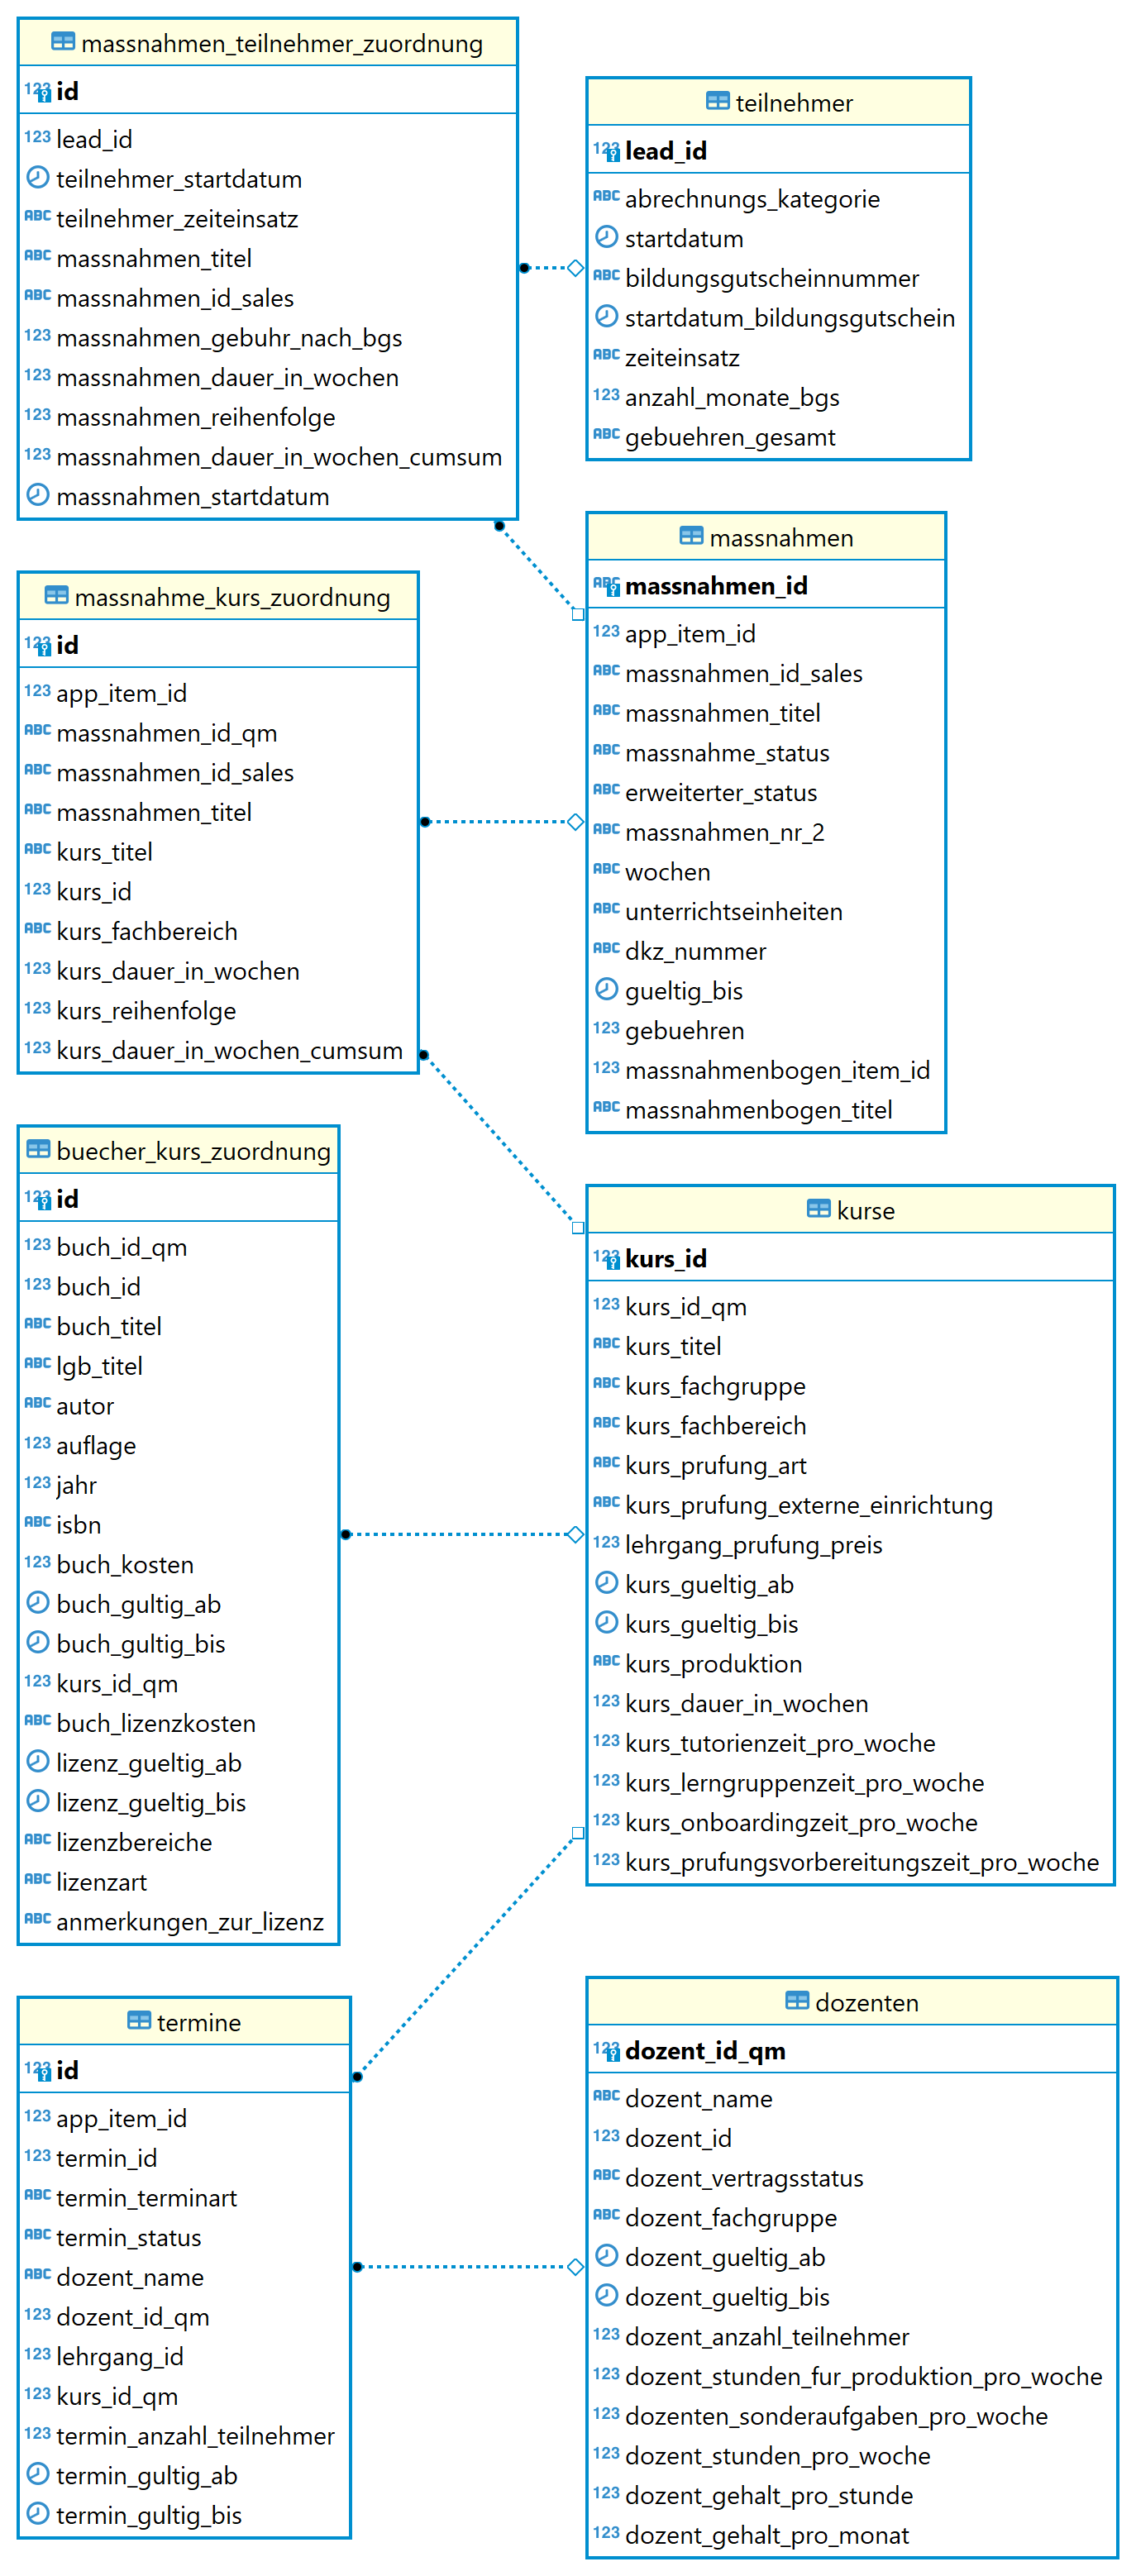 massnahmen_teilnehmer_zuordnung
123 id
123 lead_id
teilnehmer_startdatum
ABC teilnehmer_zeiteinsatz
ABC massnahmen_titel
ABC massnahmen_id_sales
123 massnahmen_gebuhr_nach_bgs
123 massnahmen_dauer_in_wochen
123 massnahmen_reihenfolge
123 massnahmen_dauer_in_wochen_cumsum
massnahmen_startdatum
teilnehmer
123 lead_id
ABC abrechnungs_kategorie
startdatum
ABC bildungsgutscheinnummer
startdatum_bildungsgutschein
ABC zeiteinsatz
123 anzahl_monate_bgs
ABC gebuehren_gesamt
massnahmen
ABC massnahmen_id
123 app_item_id
ABC massnahmen_id_sales
ABC massnahmen_titel
ABC massnahme_status
ABC erweiterter_status
ABC massnahmen_nr_2
ABC wochen
ABC unterrichtseinheiten
ABC dkz_nummer
gueltig_bis
123 gebuehren
123 massnahmenbogen_item_id
ABC massnahmenbogen_titel
massnahme_kurs_zuordnung
123 id
123 app_item_id
ABC massnahmen_id_qm
ABC massnahmen_id_sales
ABC massnahmen_titel
ABC kurs_titel
123 kurs_id
ABC kurs_fachbereich
123 kurs_dauer_in_wochen
123 kurs_reihenfolge
123 kurs_dauer_in_wochen_cumsum
buecher_kurs_zuordnung
123 id
123 buch_id_qm
123 buch_id
ABC buch_titel
ABC lgb_titel
ABC autor
123 auflage
123 jahr
ABC isbn
123 buch_kosten
buch_gultig_ab
buch_gultig_bis
123 kurs_id_qm
ABC buch_lizenzkosten
lizenz_gueltig_ab
lizenz_gueltig_bis
ABC lizenzbereiche
ABC lizenzart
ABC anmerkungen_zur_lizenz
kurse
123 kurs_id
123 kurs_id_qm
ABC kurs_titel
ABC kurs_fachgruppe
ABC kurs_fachbereich
ABC kurs_prufung_art
ABC kurs_prufung_externe_einrichtung
123 lehrgang_prufung_preis
kurs_gueltig_ab
kurs_gueltig_bis
ABC kurs_produktion
123 kurs_dauer_in_wochen
123 kurs_tutorienzeit_pro_woche
123 kurs_lerngruppenzeit_pro_woche
123 kurs_onboardingzeit_pro_woche
123 kurs_prufungsvorbereitungszeit_pro_woche
termine
123 id
123 app_item_id
123 termin_id
ABC termin_terminart
ABC termin_status
ABC dozent_name
123 dozent_id_qm
123 lehrgang_id
123 kurs_id_qm
123 termin_anzahl_teilnehmer
termin_gultig_ab
termin_gultig_bis
dozenten
123 dozent_id_qm
ABC dozent_name
123 dozent_id
ABC dozent_vertragsstatus
ABC dozent_fachgruppe
dozent_gueltig_ab
dozent_gueltig_bis
123 dozent_anzahl_teilnehmer
123 dozent_stunden_fur_produktion_pro_woche
123 dozenten_sonderaufgaben_pro_woche
123 dozent_stunden_pro_woche
123 dozent_gehalt_pro_stunde
123 dozent_gehalt_pro_monat